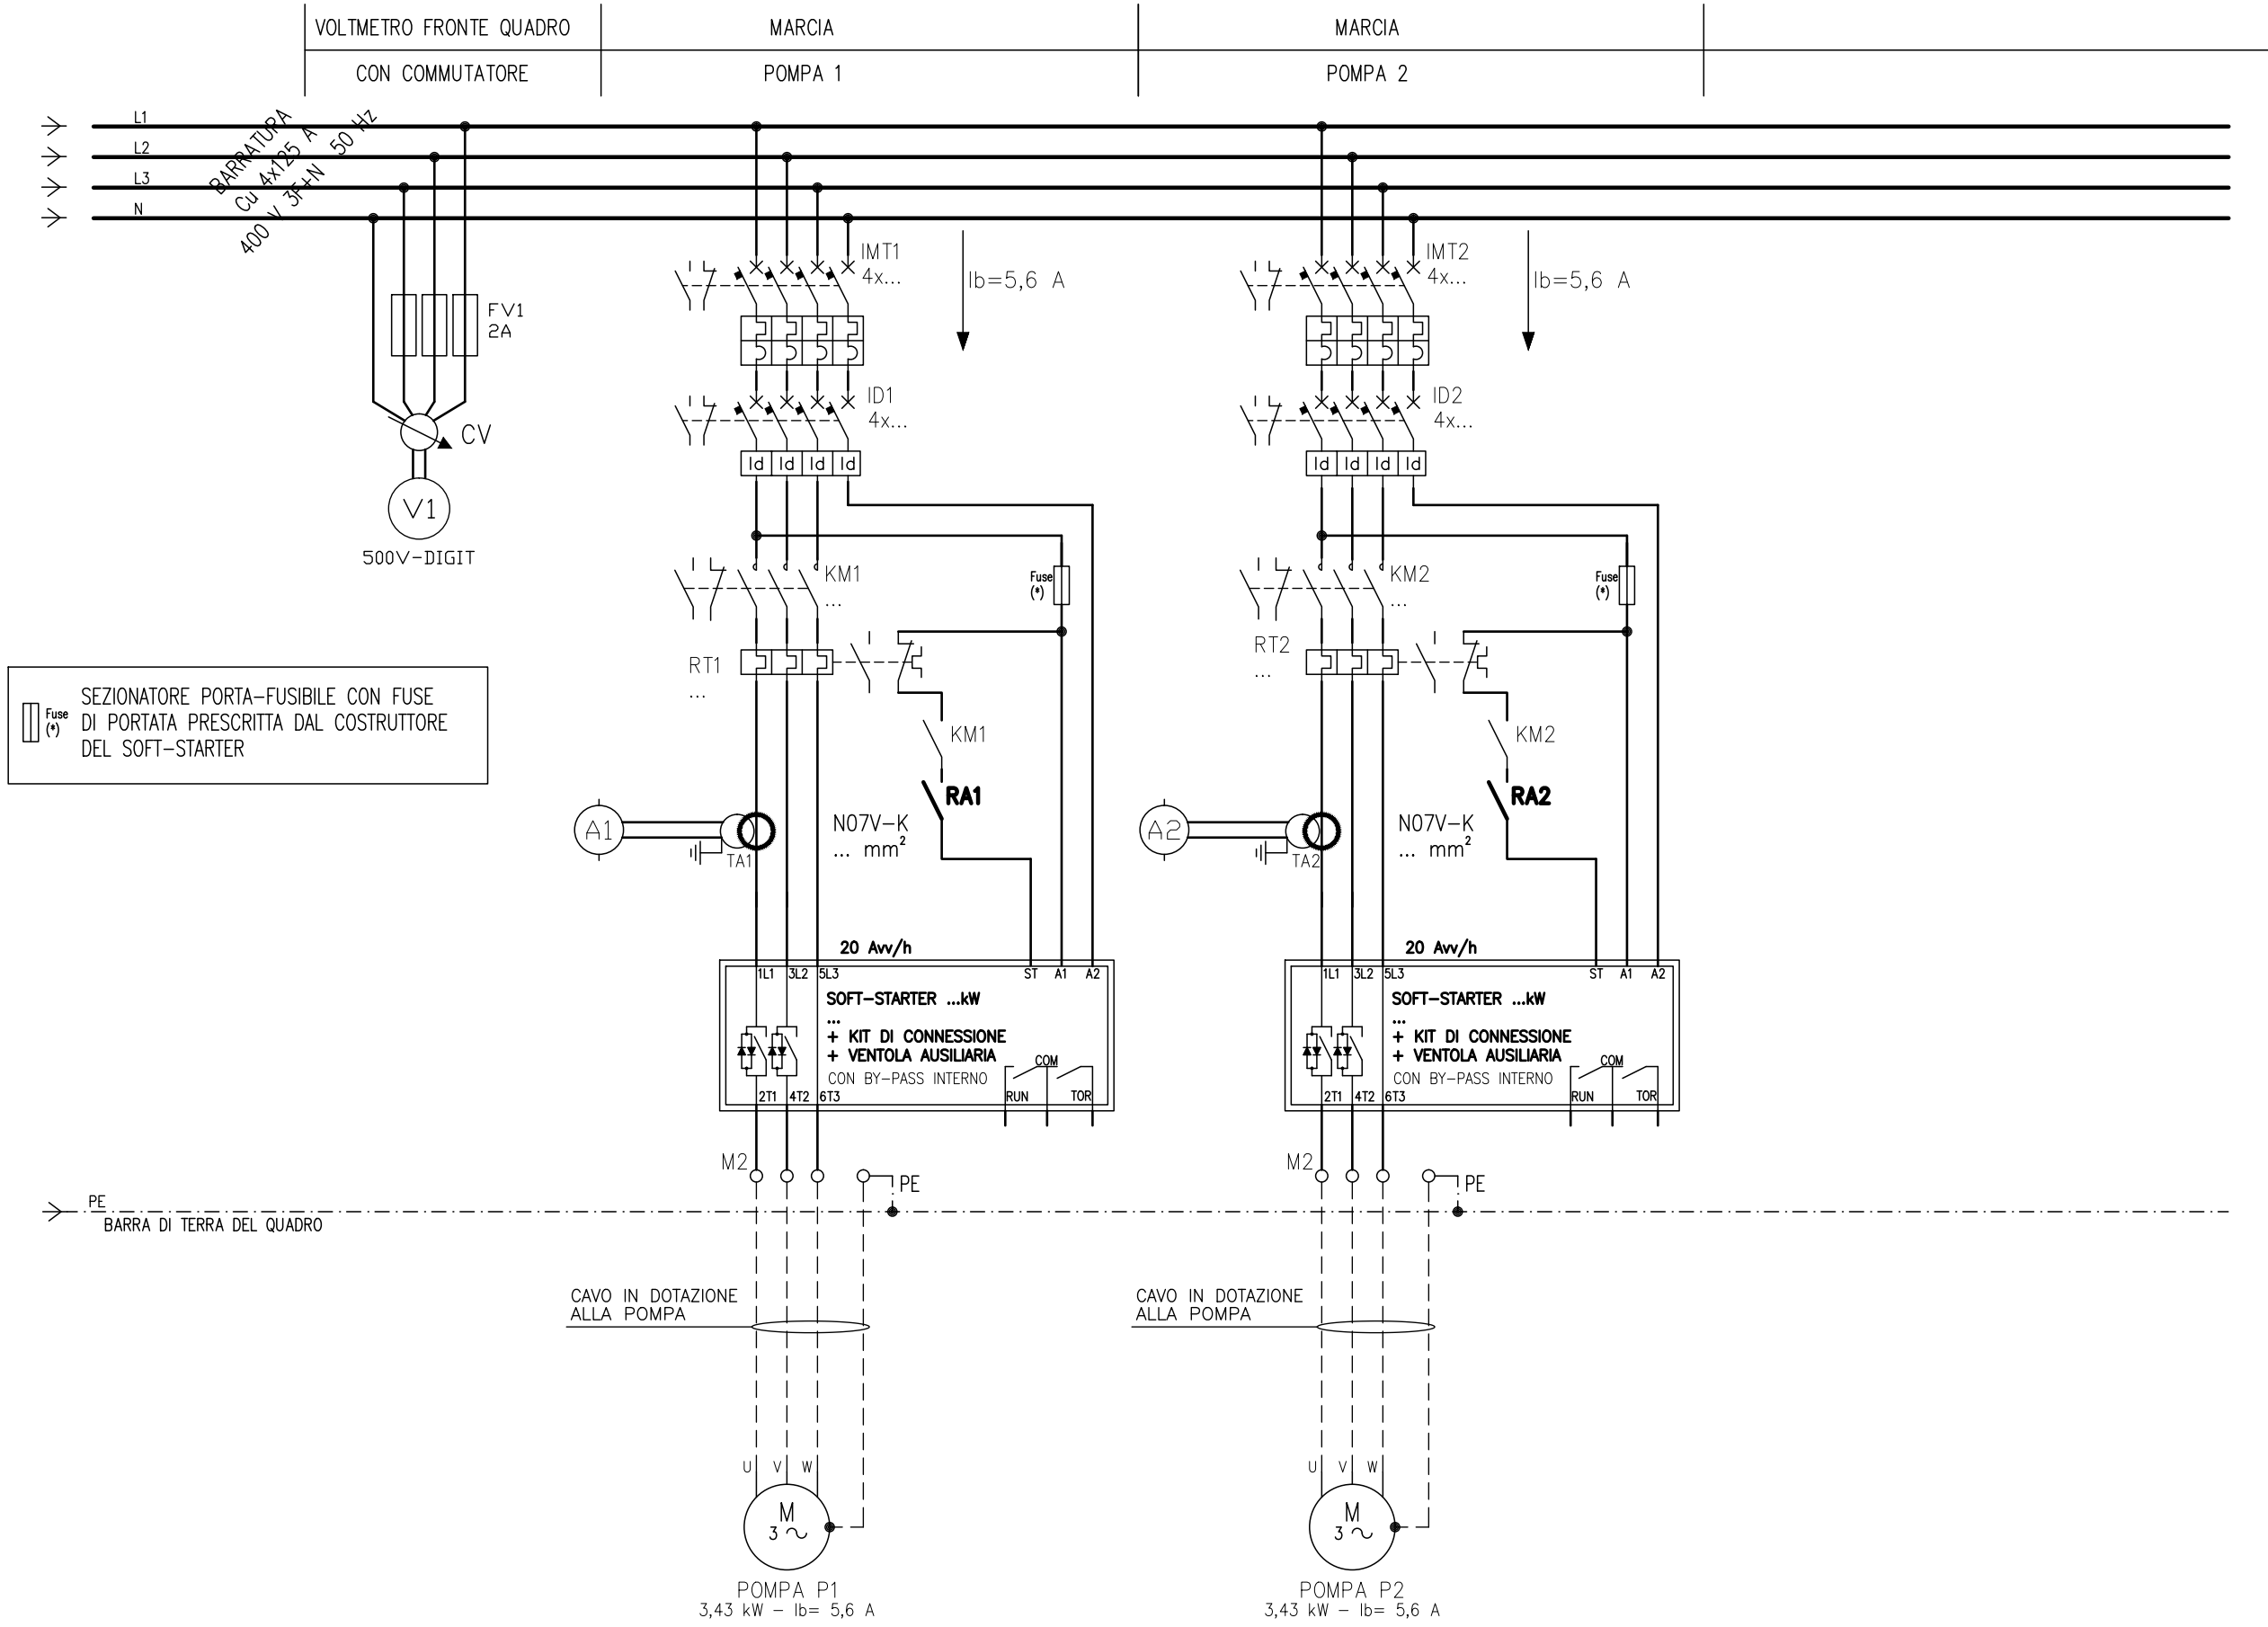 VOLTMETRO FRONTE QUADRO
CON COMMUTATORE
MARCIA
POMPA 1
MARCIA
POMPA 2
L1
L2
L3
N
BARRATURA
Cu 4x125 A
400 V 3F+N 50 Hz
FV1
2A
CV
V1
500V-DIGIT
SEZIONATORE PORTA-FUSIBILE CON FUSE
DI PORTATA PRESCRITTA DAL COSTRUTTORE
DEL SOFT-STARTER
Fuse
(*)
IMT1
4x...
Ib=5,6 A
ID1
4x...
Id Id Id Id
KM1
...
Fuse
(*)
RT1
...
KM1
RA1
A1
TA1
N07V-K
... mm²
20 Avv/h
1L1 3L2 5L3 ST A1 A2
SOFT-STARTER ...kW
...
+ KIT DI CONNESSIONE
+ VENTOLA AUSILIARIA
CON BY-PASS INTERNO
COM
2T1 4T2 6T3 RUN TOR
M2
PE
CAVO IN DOTAZIONE
ALLA POMPA
U V W
M
3
POMPA P1
3,43 kW - Ib= 5,6 A
IMT2
4x...
Ib=5,6 A
ID2
4x...
Id Id Id Id
KM2
...
Fuse
(*)
RT2
...
KM2
RA2
A2
TA2
N07V-K
... mm²
20 Avv/h
1L1 3L2 5L3 ST A1 A2
SOFT-STARTER ...kW
...
+ KIT DI CONNESSIONE
+ VENTOLA AUSILIARIA
CON BY-PASS INTERNO
COM
2T1 4T2 6T3 RUN TOR
M2
PE
CAVO IN DOTAZIONE
ALLA POMPA
U V W
M
3
POMPA P2
3,43 kW - Ib= 5,6 A
PE
BARRA DI TERRA DEL QUADRO